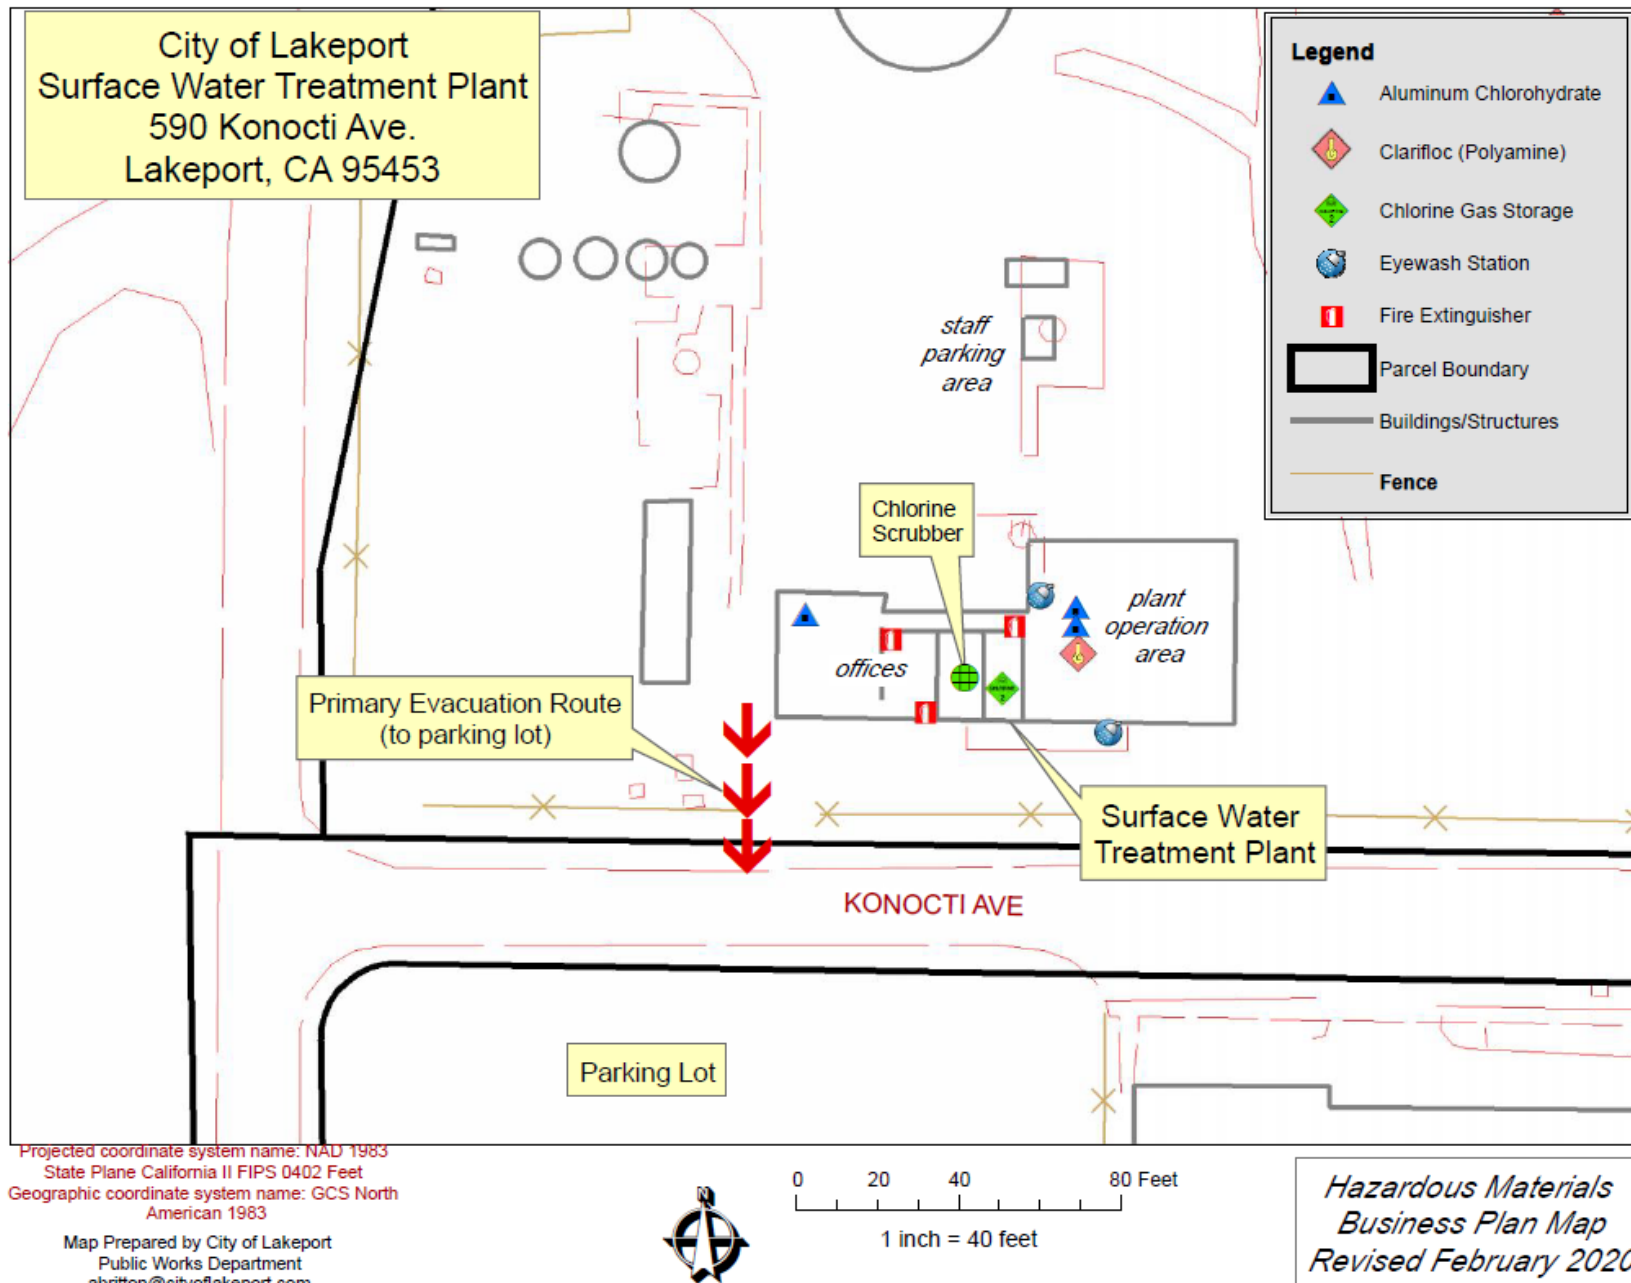 City of Lakeport
Surface Water Treatment Plant
590 Konocti Ave.
Lakeport, CA 95453
Legend
Aluminum Chlorohydrate
Clarifloc (Polyamine)
Chlorine Gas Storage
Eyewash Station
Fire Extinguisher
Parcel Boundary
Buildings/Structures
Fence
staff
parking
area
Chlorine
Scrubber
plant
operation
area
offices
Primary Evacuation Route
(to parking lot)
Surface Water
Treatment Plant
KONOCTI AVE
Parking Lot
Projected coordinate system name: NAD 1983
State Plane California II FIPS 0402 Feet
Geographic coordinate system name: GCS North
American 1983
Map Prepared by City of Lakeport
Public Works Department
abritton@cityoflakeport.com
N
0 20 40 80 Feet
1 inch = 40 feet
Hazardous Materials
Business Plan Map
Revised February 2020